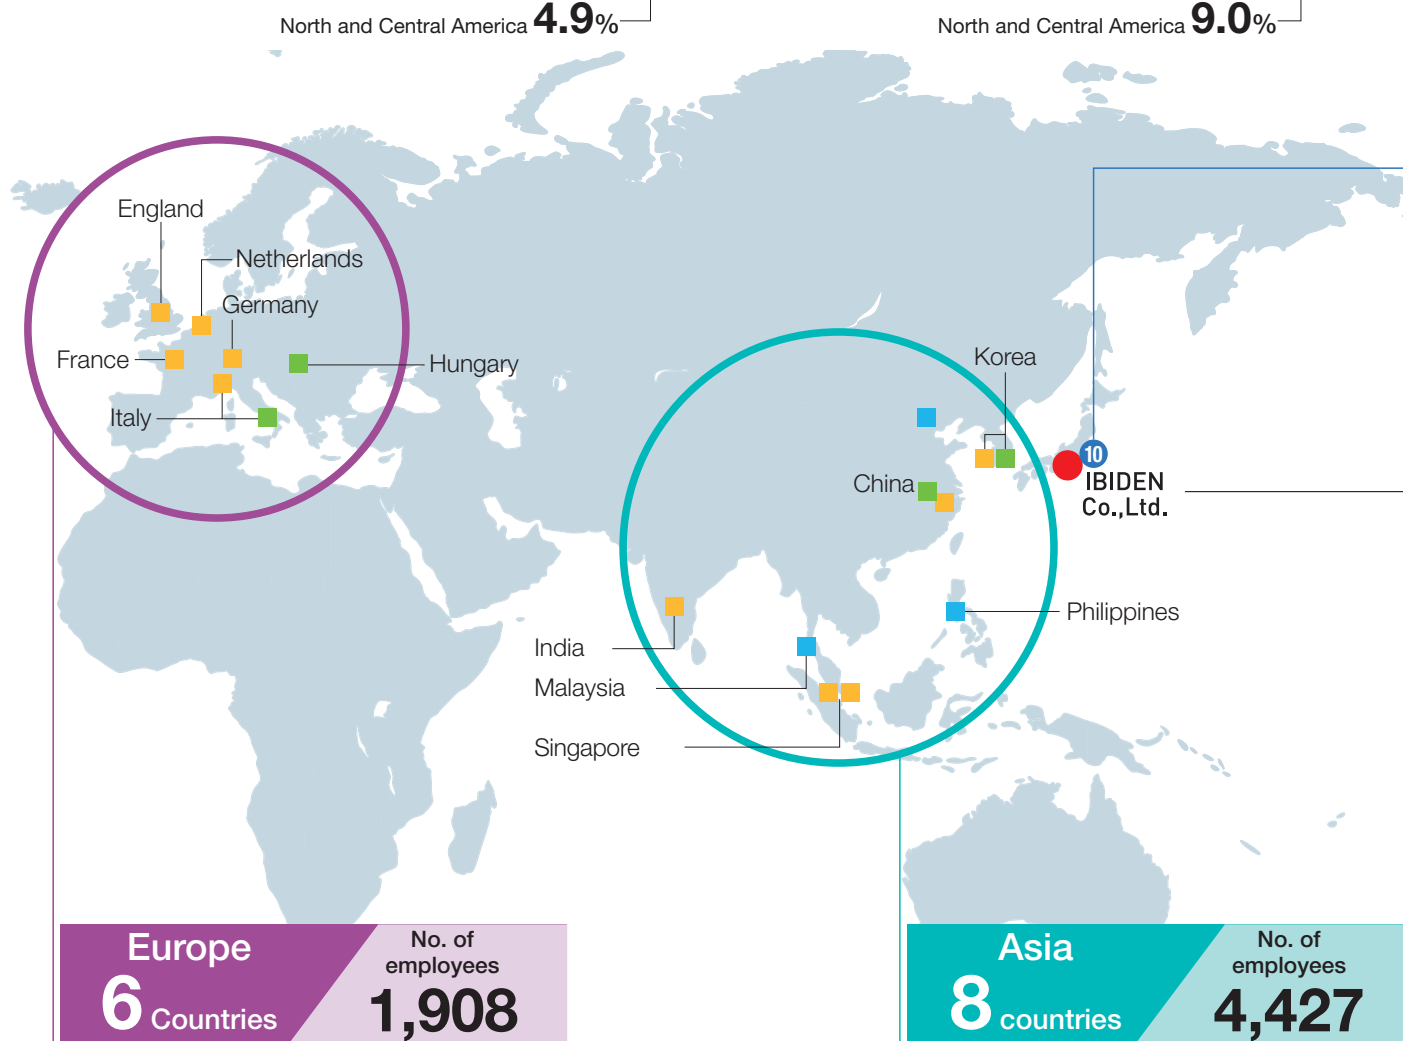 North and Central America 4.9%
North and Central America 9.0%
England
Netherlands
Germany
France
Hungary
Italy
Korea
10
China
IBIDEN
Co.,Ltd.
Philippines
India
Malaysia
Singapore
Europe
6 Countries
No. of
employees
1,908
Asia
8 countries
No. of
employees
4,427